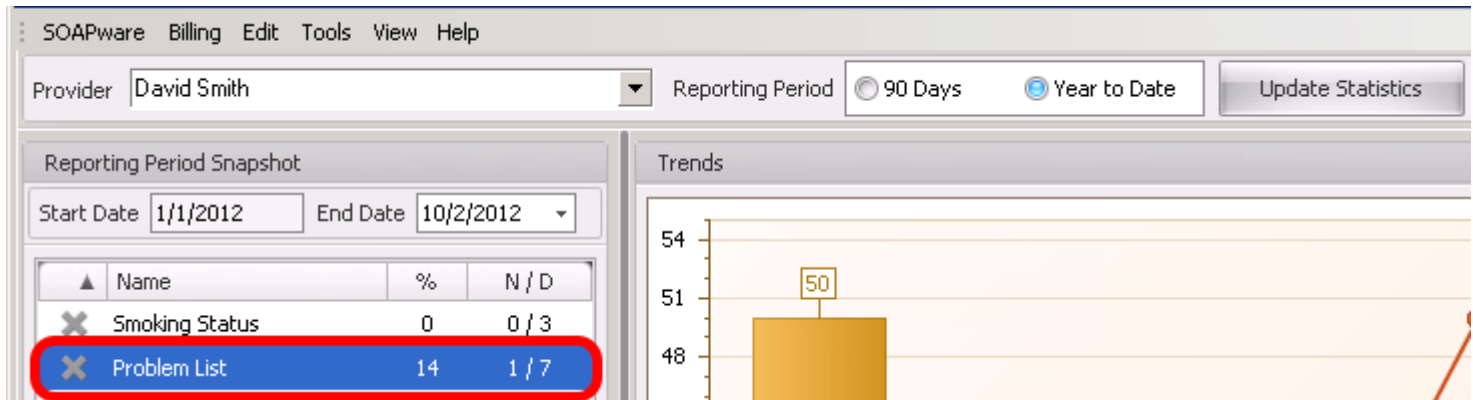 SOAPware Billing Edit Tools View Help
Provider David Smith Reporting Period 90 Days Year to Date Update Statistics
Reporting Period Snapshot
Start Date 1/1/2012 End Date 10/2/2012
Name % N / D
Smoking Status 0 0 / 3
Problem List 14 1 / 7
Trends
54
51
48
50